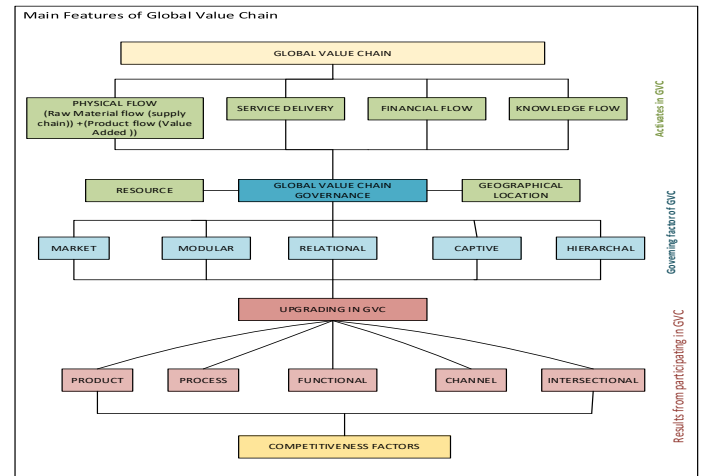 Main Features of Global Value Chain
GLOBAL VALUE CHAIN
PHYSICAL FLOW
(Raw Material flow (supply
chain)) +(Product flow (Value
Added ))
SERVICE DELIVERY
FINANCIAL FLOW
KNOWLEDGE FLOW
Activates in GVC
RESOURCE
GLOBAL VALUE CHAIN
GOVERNANCE
GEOGRAPHICAL
LOCATION
MARKET
MODULAR
RELATIONAL
CAPTIVE
HIERARCHAL
Governing factor of GVC
UPGRADING IN GVC
PRODUCT
PROCESS
FUNCTIONAL
CHANNEL
INTERSECTIONAL
Results from participating in GVC
COMPETITIVENESS FACTORS